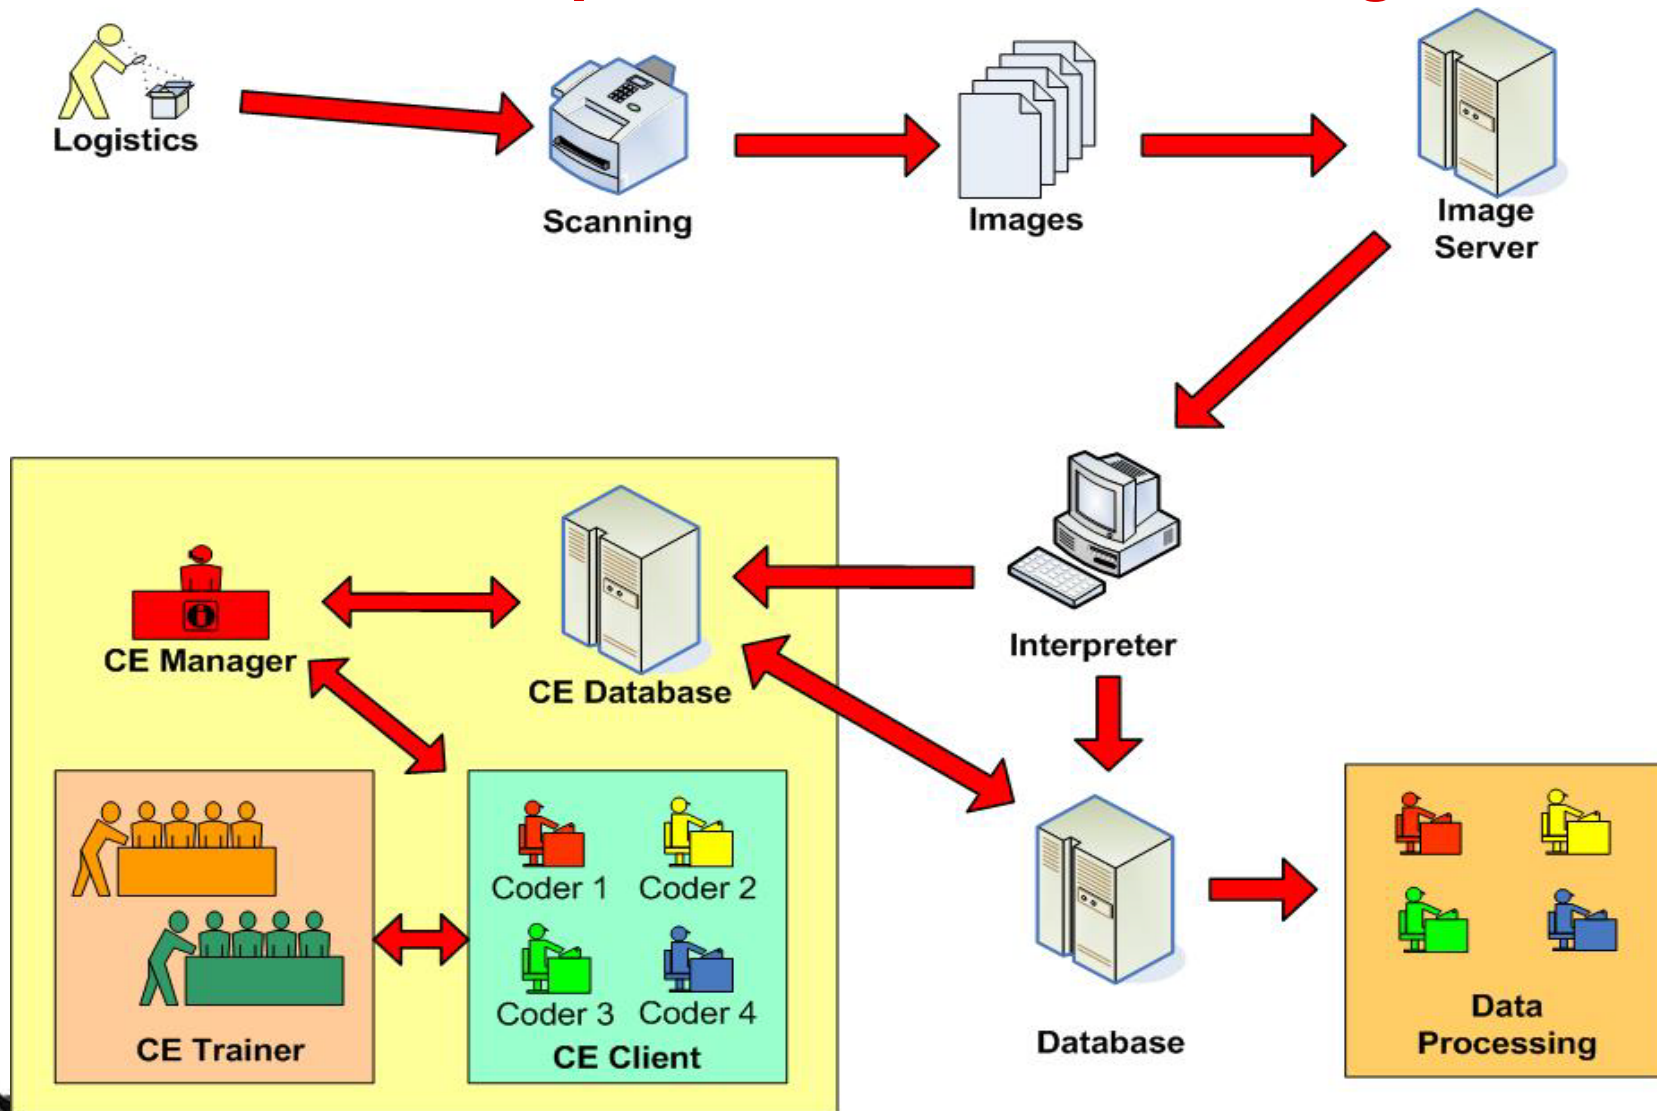 Logistics
Scanning
Images
Image
Server
Interpreter
CE Manager
CE Database
Coder 1 Coder 2
Coder 3 Coder 4
CE Trainer
CE Client
Database
Data
Processing